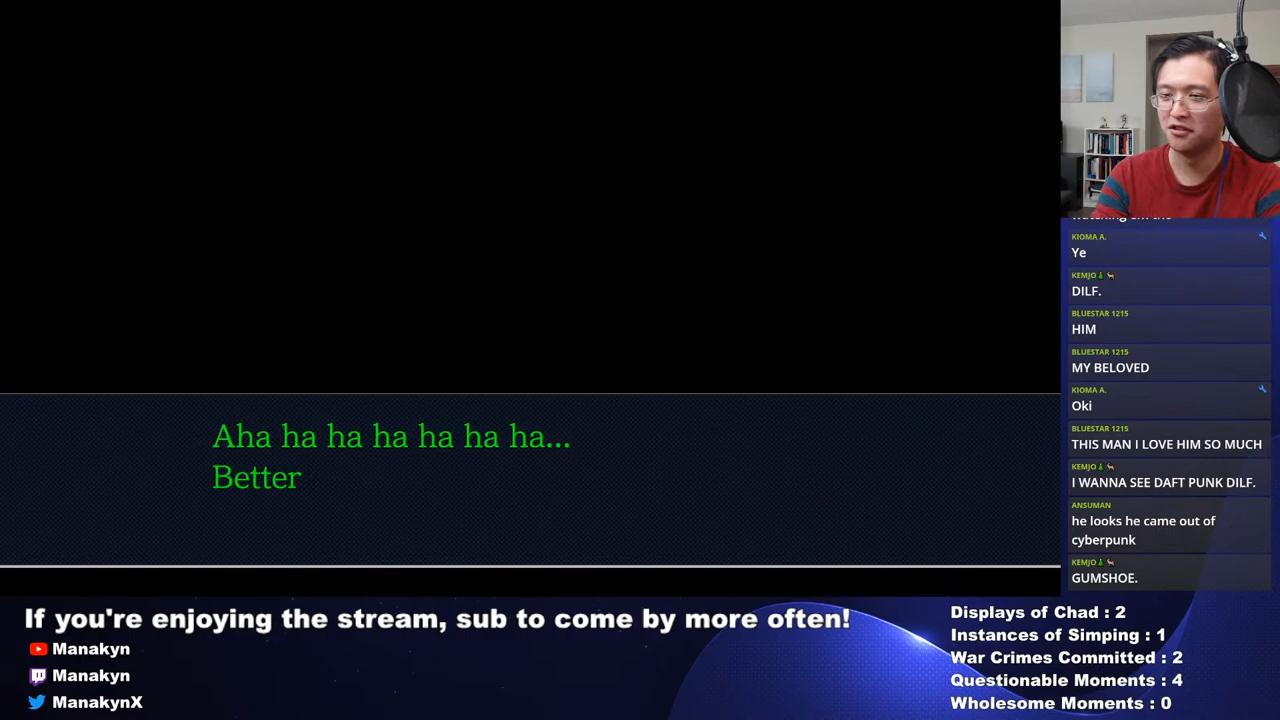 Aha ha ha ha ha ha ha...
Better
KIOMA A.
Ye
KEMJO
DILF.
BLUESTAR 1215
HIM
BLUESTAR 1215
MY BELOVED
KIOMA A.
Oki
BLUESTAR 1215
THIS MAN I LOVE HIM SO MUCH
KEMJO
I WANNA SEE DAFT PUNK DILF.
ANSUMAN
he looks he came out of
cyberpunk
KEMJO
GUMSHOE.
If you're enjoying the stream, sub to come by more often!
Manakyn
Manakyn
ManakynX
Displays of Chad : 2
Instances of Simping : 1
War Crimes Committed : 2
Questionable Moments : 4
Wholesome Moments : 0